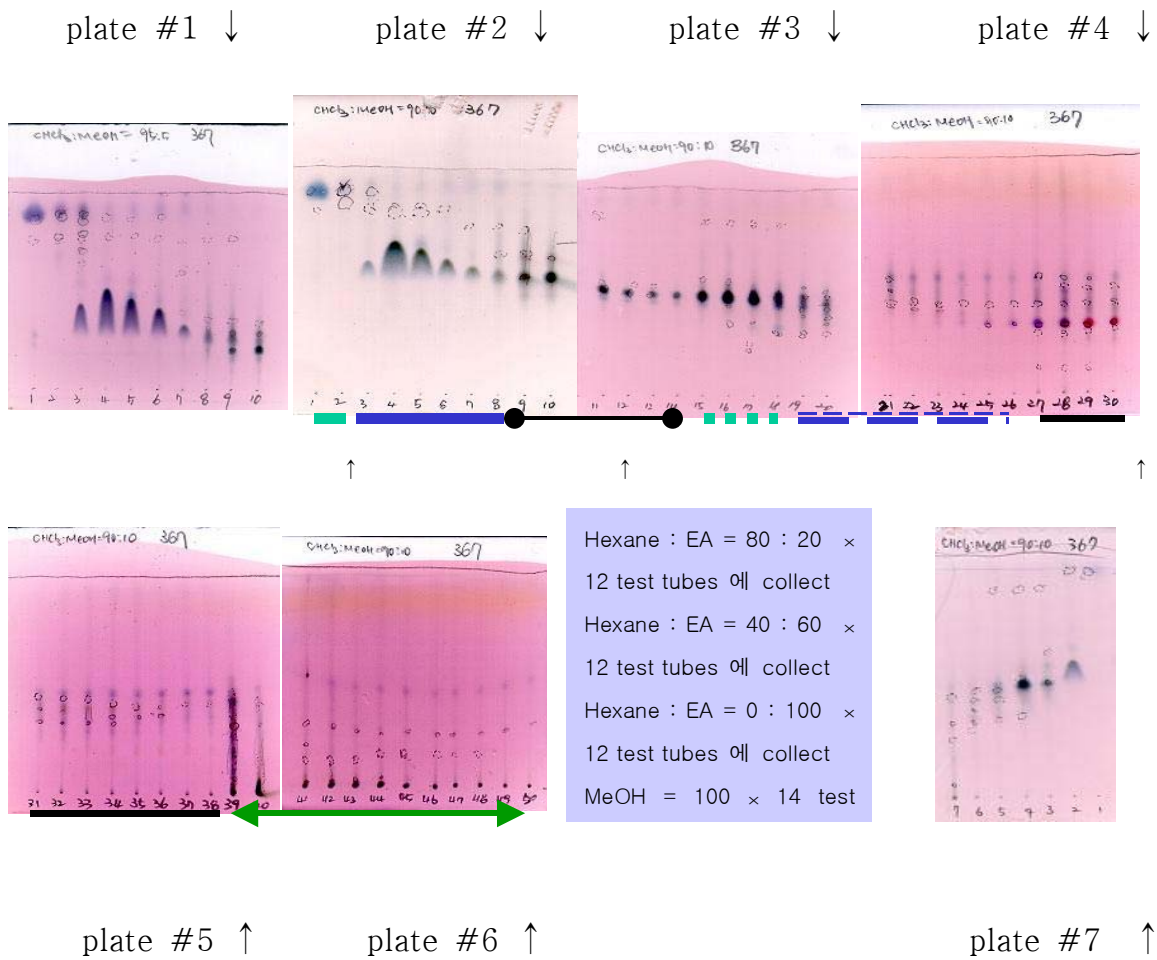 plate #1 ↓
plate #2 ↓
plate #3 ↓
plate #4 ↓
CHCl3:MeOH = 95:5 367
CHCl3:MeOH = 90:10 367
CHCl3:MeOH = 90:10 367
CHCl3:MeOH = 90:10 367
1 2 3 4 5 6 7 8 9 10
1 2 3 4 5 6 7 8 9 10
11 12 13 14 15 16 17 18 19 20
21 22 23 24 25 26 27 28 29 30
↑ ↑ ↑
CHCl3:MeOH=90:10 367
CHCl3:MeOH=90:10 367
Hexane : EA = 80 : 20 ×
12 test tubes 에 collect
Hexane : EA = 40 : 60 ×
12 test tubes 에 collect
Hexane : EA = 0 : 100 ×
12 test tubes 에 collect
MeOH = 100 × 14 test
CHCl3:MeOH=90:10 367
31 32 33 34 35 36 37 38 39 40
41 42 43 44 45 46 47 48 49 50
7 6 5 4 3 2 1
plate #5 ↑
plate #6 ↑
plate #7 ↑